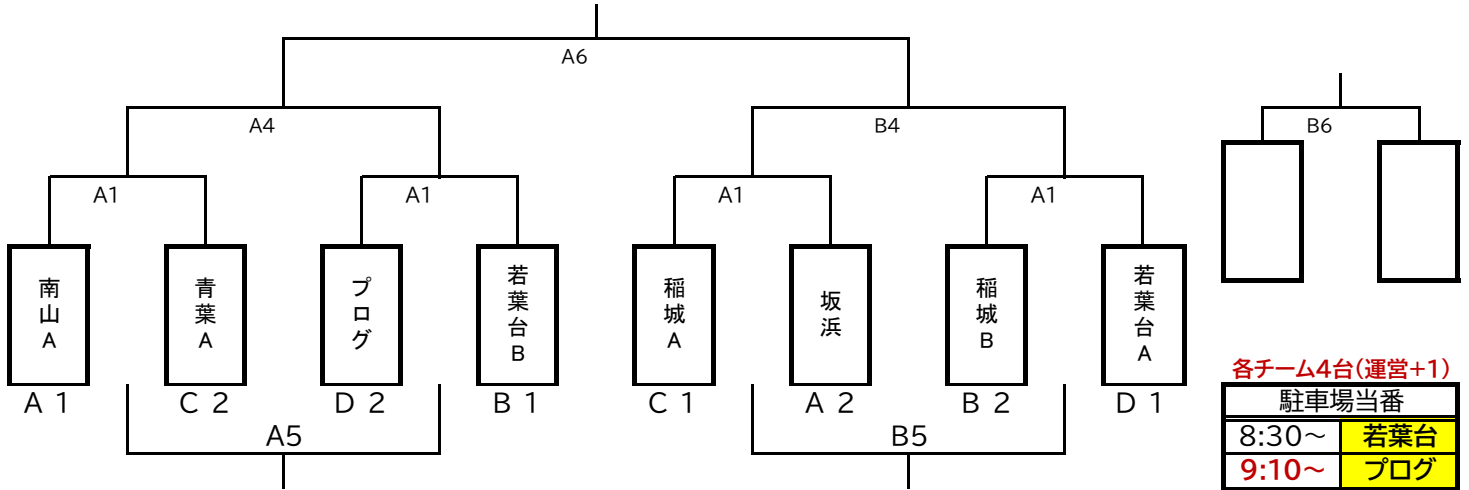 A6
A4
B4
B6
A1
A1
A1
A1
南山A
青葉A
プログ
若葉台B
稲城A
坂浜
稲城B
若葉台A
各チーム4台(運営+1)
A 1
C 2
D 2
B 1
C 1
A 2
B 2
D 1
駐車場当番
A5
B5
8:30～ 若葉台
9:10～ プログ